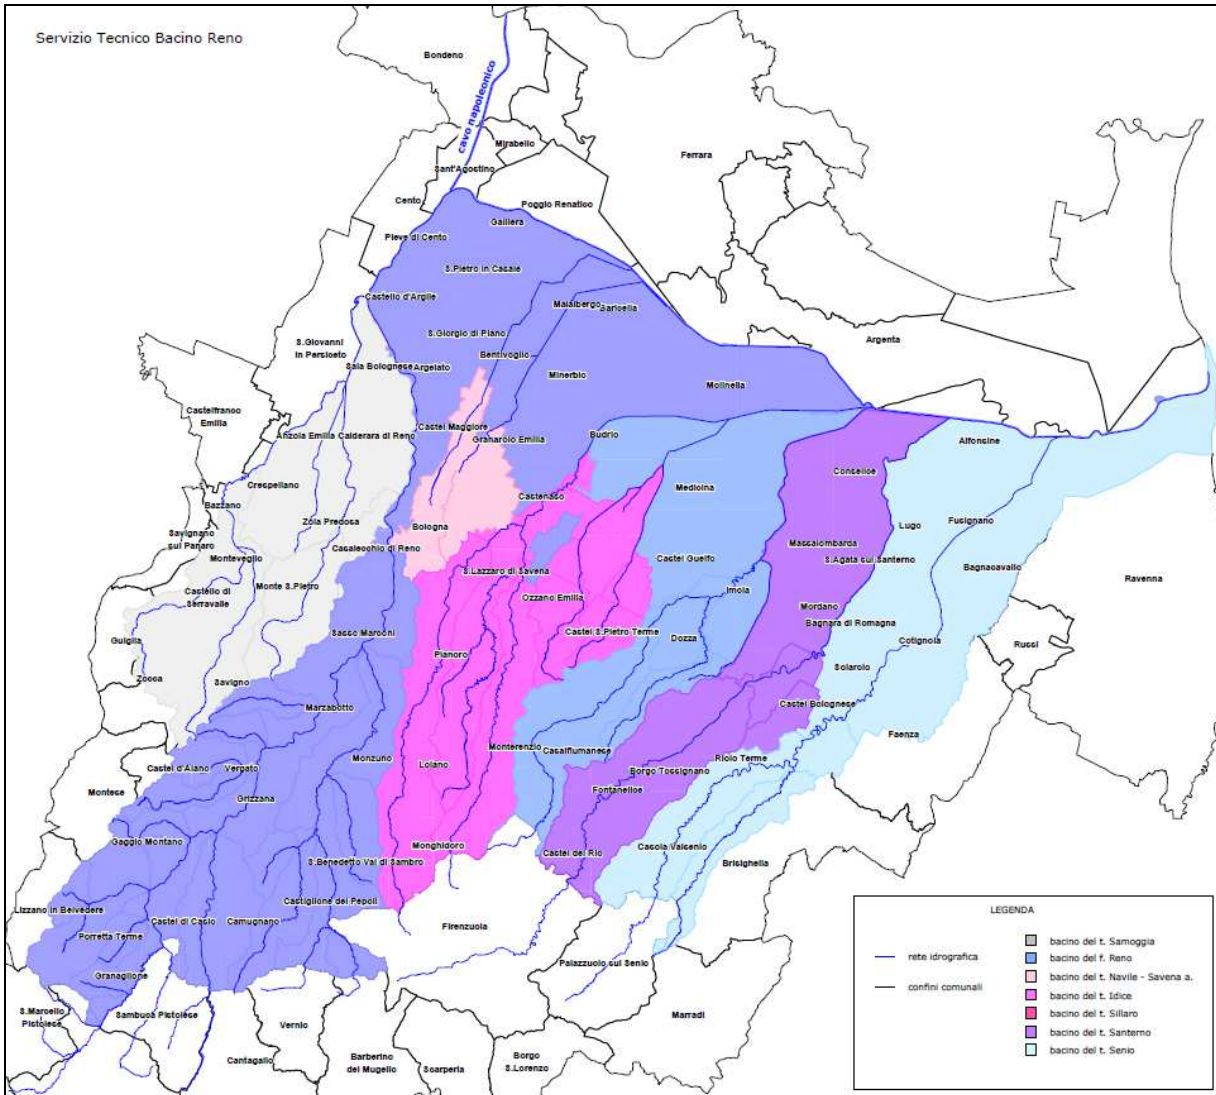 Servizio Tecnico Bacino Reno
Bondeno
cavo napoleonico
Mirabello
Ferrara
Sant'Agostino
Cento
Poggio Renatico
Galliera
Pieve di Cento
S.Pietro in Casale
Castello d'Argile
Malalbergo
Baricella
S.Giorgio di Piano
S.Giovanni
in Persiceto
Argenta
Bentivoglio
Sala Bolognese
Argelato
Minerbio
Molinella
Castelfranco
Emilia
Castel Maggiore
Granarolo Emilia
Anzola Emilia
Calderara di Reno
Budrio
Alfonsine
Conselice
Crespellano
Medicina
Bazzano
Castenaso
Zola Predosa
Bologna
Lugo
Fusignano
Savignano
sul Panaro
Casalecchio di Reno
Massalombarda
Monteveglio
Castel Guelfo
S.Agata sul Santerno
S.Lazzaro di Savena
Bagnacavallo
Ravenna
Castello di
Serravalle
Monte S.Pietro
Ozzano Emilia
Imola
Mordano
Bagnara di Romagna
Guiglia
Sasso Marconi
Castel S.Pietro Terme
Dozza
Cotignola
Russi
Pianoro
Solarolo
Zocca
Savigno
Marzabotto
Castel Bolognese
Faenza
Monterenzio
Casalfiumanese
Monzuno
Riolo Terme
Castel d'Aiano
Vergato
Loiano
Borgo Tossignano
Montese
Grizzana
Fontanelice
Gaggio Montano
Monghidoro
Castel del Rio
Casola Valsenio
S.Benedetto Val di Sambro
Brisighella
Castiglione dei Pepoli
Lizzano in Belvedere
Castel di Casio
Camugnano
Firenzuola
Porretta Terme
Palazzuolo sul Senio
Granaglione
S.Marcello
Pistoiese
Sambuca Pistoiese
Vernio
Marradi
Cantagallo
Barberino
del Mugello
Scarperia
Borgo
S.Lorenzo
LEGENDA
rete idrografica
confini comunali
bacino del t. Samoggia
bacino del f. Reno
bacino del t. Navile - Savena a.
bacino del t. Idice
bacino del t. Sillaro
bacino del t. Santerno
bacino del t. Senio